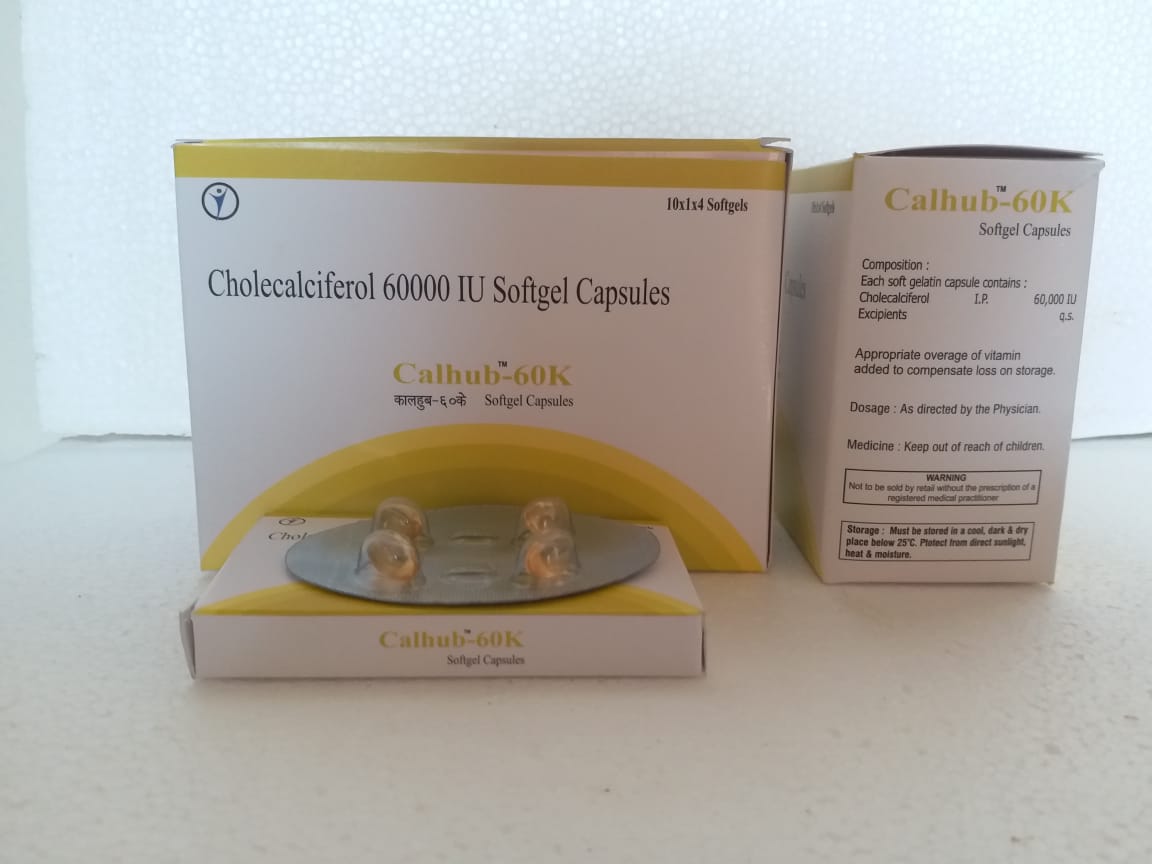 10x1x4 Softgels
Cholecalciferol 60000 IU Softgel Capsules
Calhub™-60K
कालहुब-६०के Softgel Capsules
Chol
Calhub™-60K
Softgel Capsules
Calhub™-60K
Softgel Capsules
Composition :
Each soft gelatin capsule contains :
Cholecalciferol I.P. 60,000 IU
Excipients q.s.
Appropriate overage of vitamin
added to compensate loss on storage.
Dosage : As directed by the Physician.
Medicine : Keep out of reach of children.
WARNING
Not to be sold by retail without the prescription of a
registered medical practitioner
Storage : Must be stored in a cool, dark & dry
place below 25°C. Ptotect from direct sunlight,
heat & moisture.